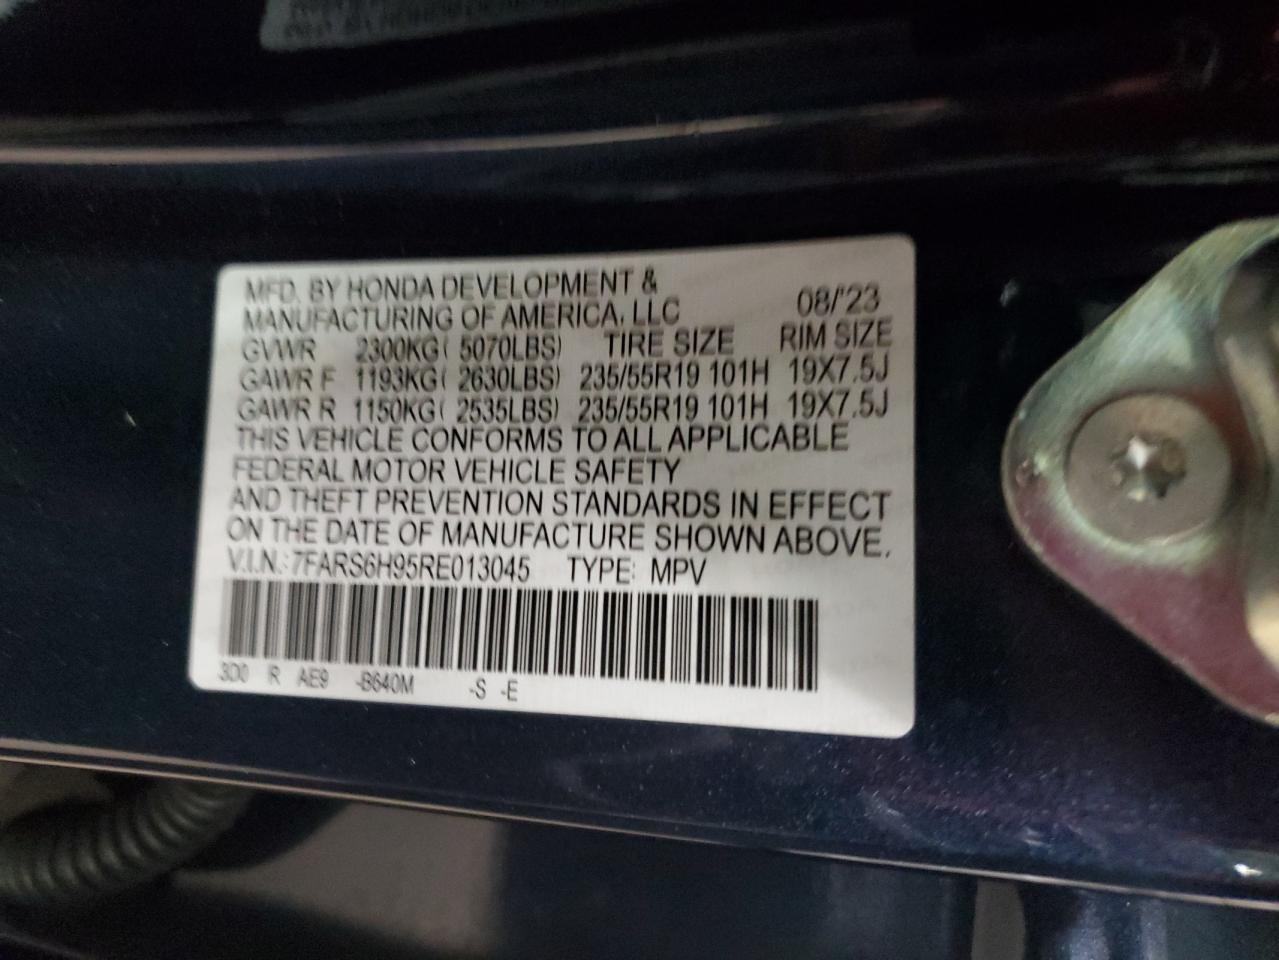 MFD. BY HONDA DEVELOPMENT &
MANUFACTURING OF AMERICA, LLC 08/'23
GVWR 2300KG( 5070LBS) TIRE SIZE RIM SIZE
GAWR F 1193KG( 2630LBS) 235/55R19 101H 19X7.5J
GAWR R 1150KG( 2535LBS) 235/55R19 101H 19X7.5J
THIS VEHICLE CONFORMS TO ALL APPLICABLE
FEDERAL MOTOR VEHICLE SAFETY
AND THEFT PREVENTION STANDARDS IN EFFECT
ON THE DATE OF MANUFACTURE SHOWN ABOVE.
V.I.N.: 7FARS6H95RE013045 TYPE: MPV
3D0 R AE9 -B640M -S -E